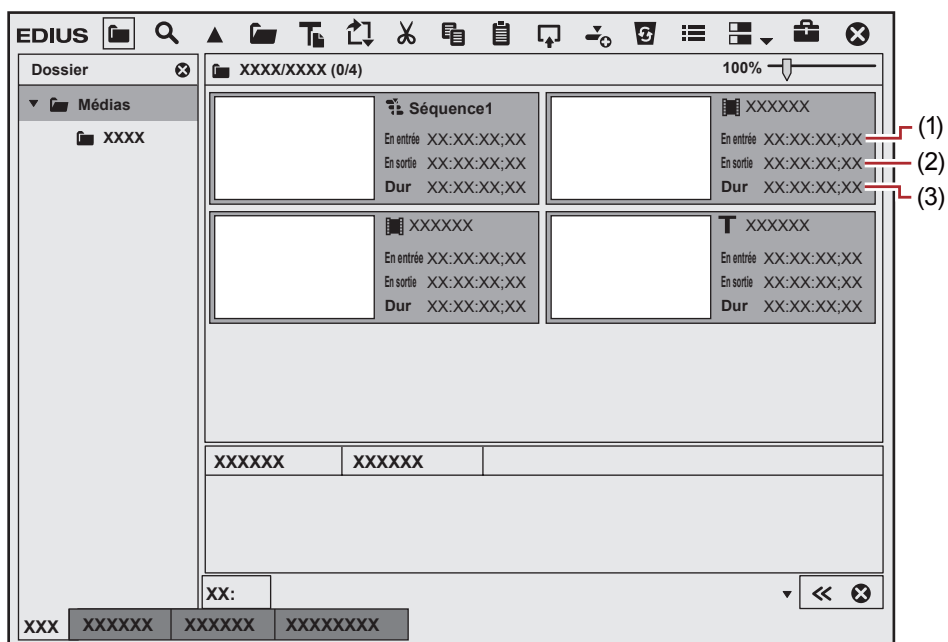 EDIUS
Dossier
XXXX/XXXX (0/4)
100%
Médias
XXXX
Séquence1
En entrée XX:XX:XX;XX
En sortie XX:XX:XX;XX
Dur XX:XX:XX;XX
XXXXXX
En entrée XX:XX:XX;XX
En sortie XX:XX:XX;XX
Dur XX:XX:XX;XX
(1)
(2)
(3)
XXXXXX
En entrée XX:XX:XX;XX
En sortie XX:XX:XX;XX
Dur XX:XX:XX;XX
T XXXXXX
En entrée XX:XX:XX;XX
En sortie XX:XX:XX;XX
Dur XX:XX:XX;XX
XXXXXX XXXXXX
XX:
XXX XXXXXX XXXXXX XXXXXXXX